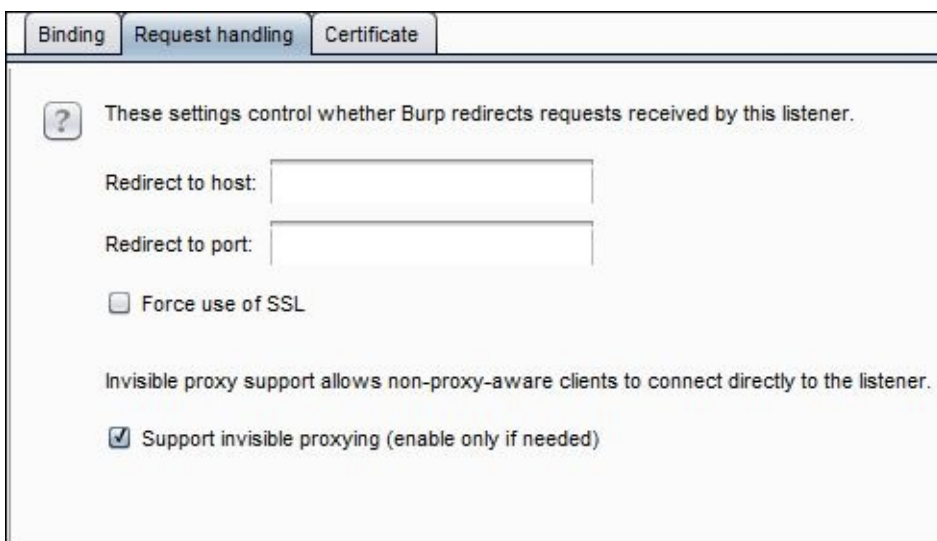 Binding Request handling Certificate
? These settings control whether Burp redirects requests received by this listener.
Redirect to host:
Redirect to port:
Force use of SSL
Invisible proxy support allows non-proxy-aware clients to connect directly to the listener.
Support invisible proxying (enable only if needed)